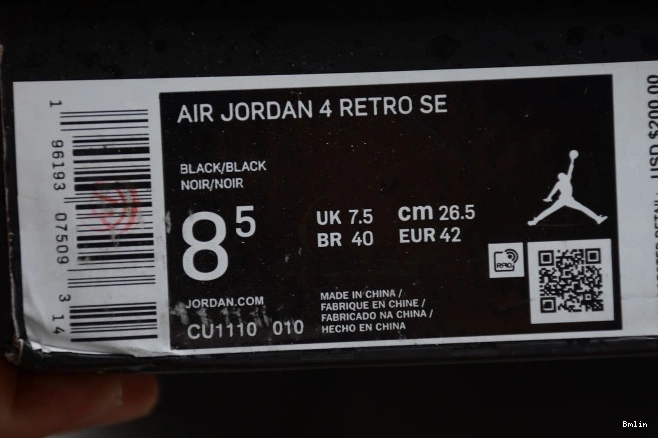 AIR JORDAN 4 RETRO SE
BLACK/BLACK
NOIR/NOIR
8 5
UK 7.5 cm 26.5
BR 40 EUR 42
RFID
JORDAN.COM
CU1110 010
MADE IN CHINA /
FABRIQUE EN CHINE /
FABRICADO NA CHINA /
HECHO EN CHINA
1 96193 07509 3 14
USD $200.00
Bmlin